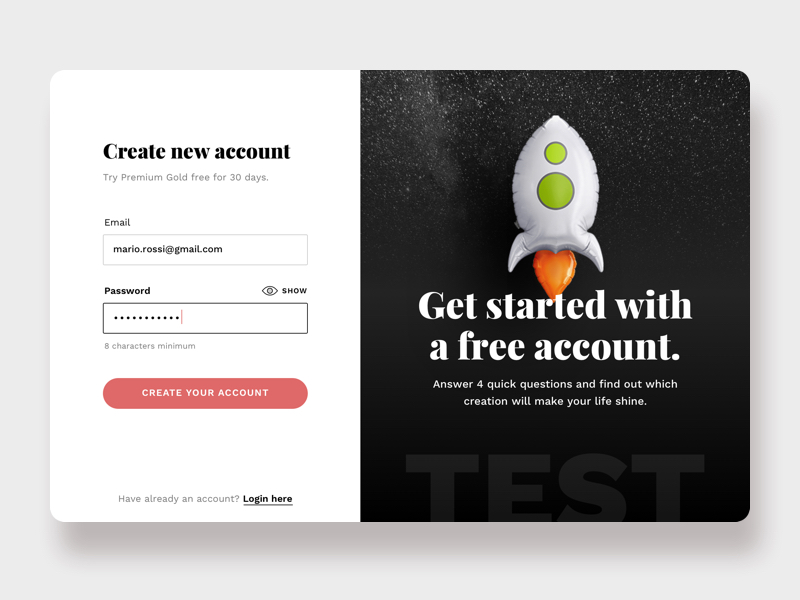 Create new account
Try Premium Gold free for 30 days.
Email
mario.rossi@gmail.com
Password
SHOW
•••••••••••
8 characters minimum
CREATE YOUR ACCOUNT
Have already an account? Login here
Get started with
a free account.
Answer 4 quick questions and find out which
creation will make your life shine.
TEST